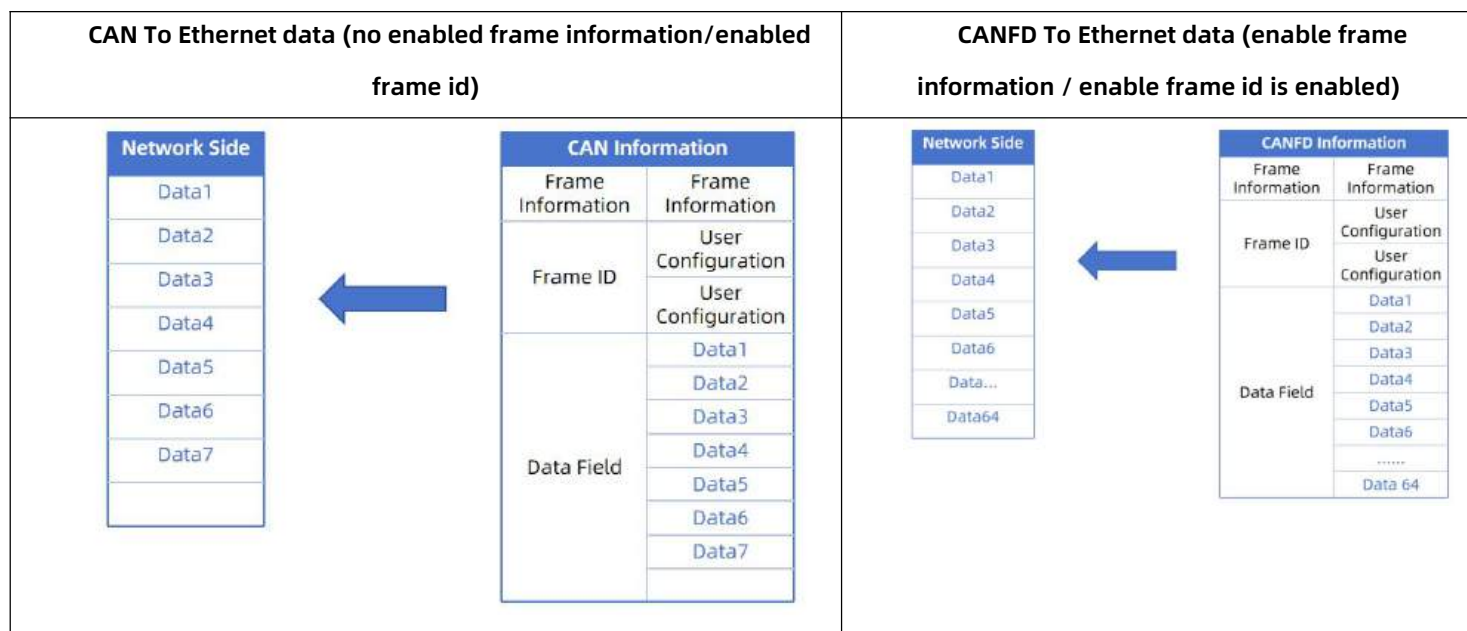 CAN To Ethernet data (no enabled frame information/enabled
frame id)
CANFD To Ethernet data (enable frame
information / enable frame id is enabled)
Network Side
Data1
Data2
Data3
Data4
Data5
Data6
Data7
CAN Information
Frame
Information
Frame
Information
Frame ID
User
Configuration
User
Configuration
Data Field
Data1
Data2
Data3
Data4
Data5
Data6
Data7
Network Side
Data1
Data2
Data3
Data4
Data5
Data6
Data...
Data64
CANFD Information
Frame
Information
Frame
Information
Frame ID
User
Configuration
User
Configuration
Data Field
Data1
Data2
Data3
Data4
Data5
Data6
......
Data 64